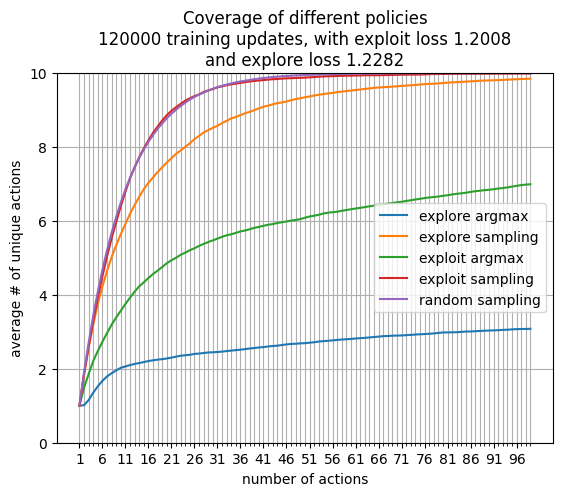 Coverage of different policies
120000 training updates, with exploit loss 1.2008
and explore loss 1.2282
10
8
6
4
2
0
average # of unique actions
explore argmax
explore sampling
exploit argmax
exploit sampling
random sampling
1 6 11 16 21 26 31 36 41 46 51 56 61 66 71 76 81 86 91 96
number of actions